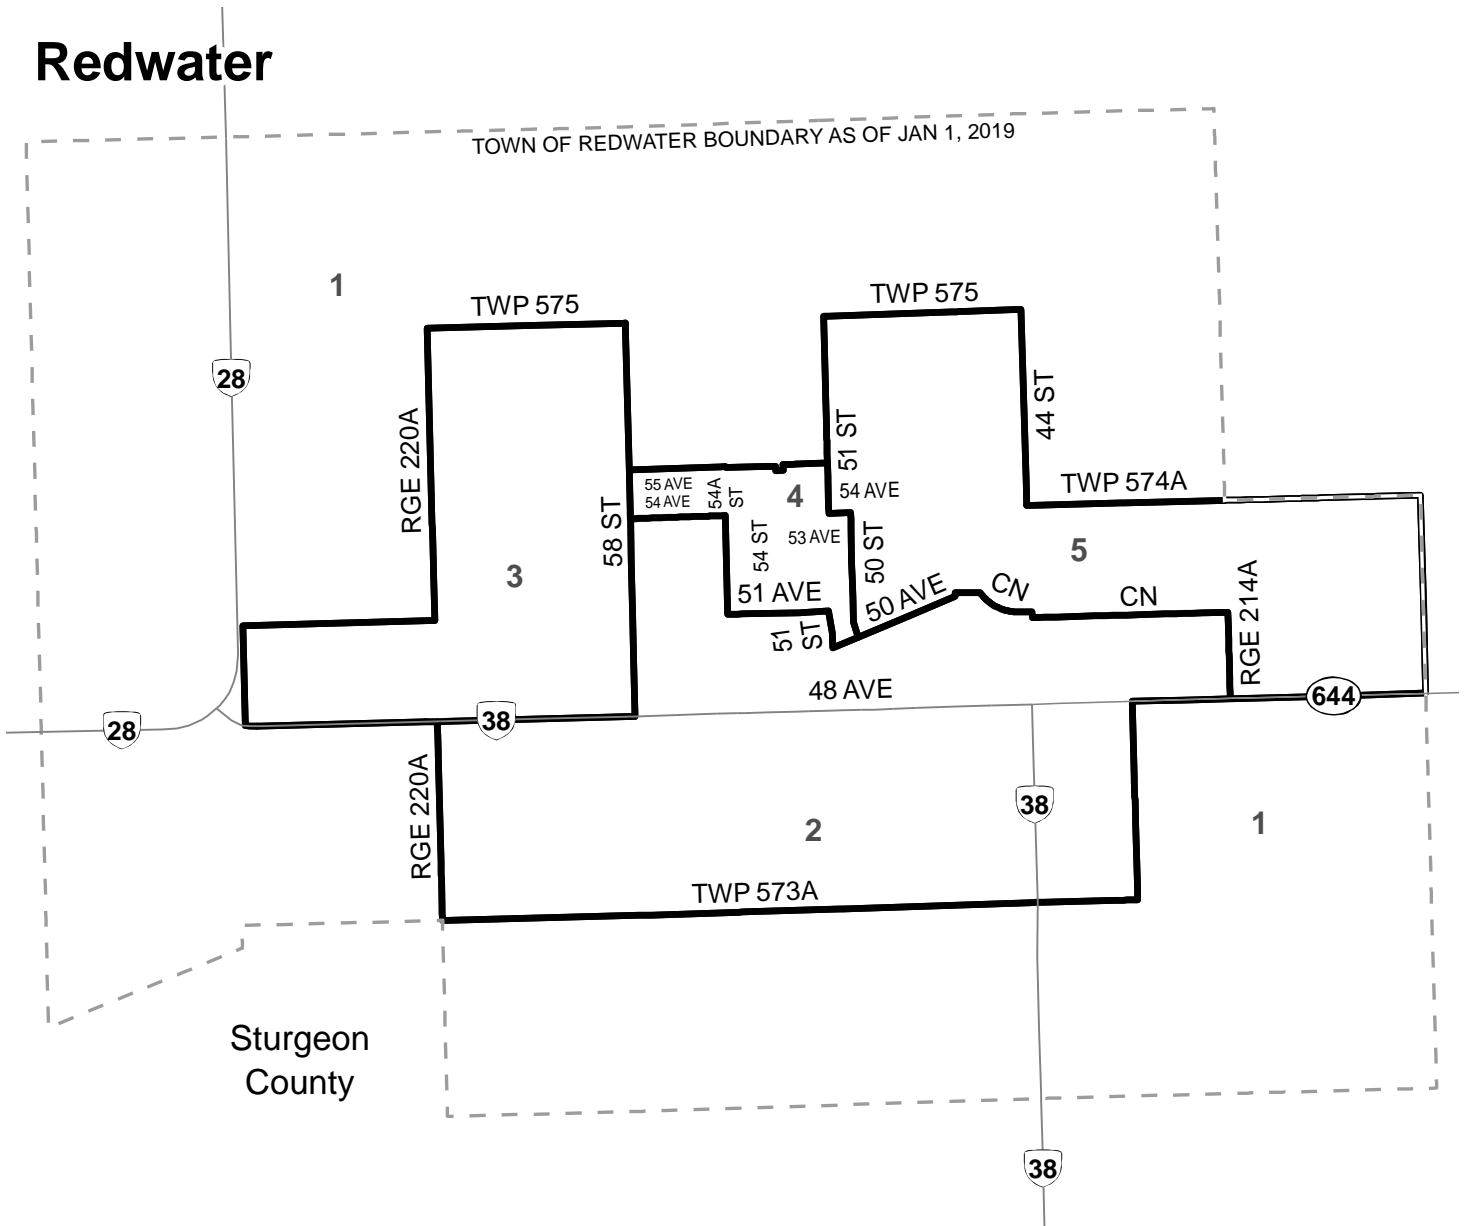 Redwater
TOWN OF REDWATER BOUNDARY AS OF JAN 1, 2019
1
TWP 575
TWP 575
28
44 ST
RGE 220A
51 ST
TWP 574A
55 AVE
54 AVE
54A
ST
4
54 AVE
58 ST
54 ST
53 AVE
50 ST
5
3
51 AVE
50 AVE
CN
CN
RGE 214A
51
ST
48 AVE
644
28
38
RGE 220A
38
2
1
TWP 573A
Sturgeon
County
38